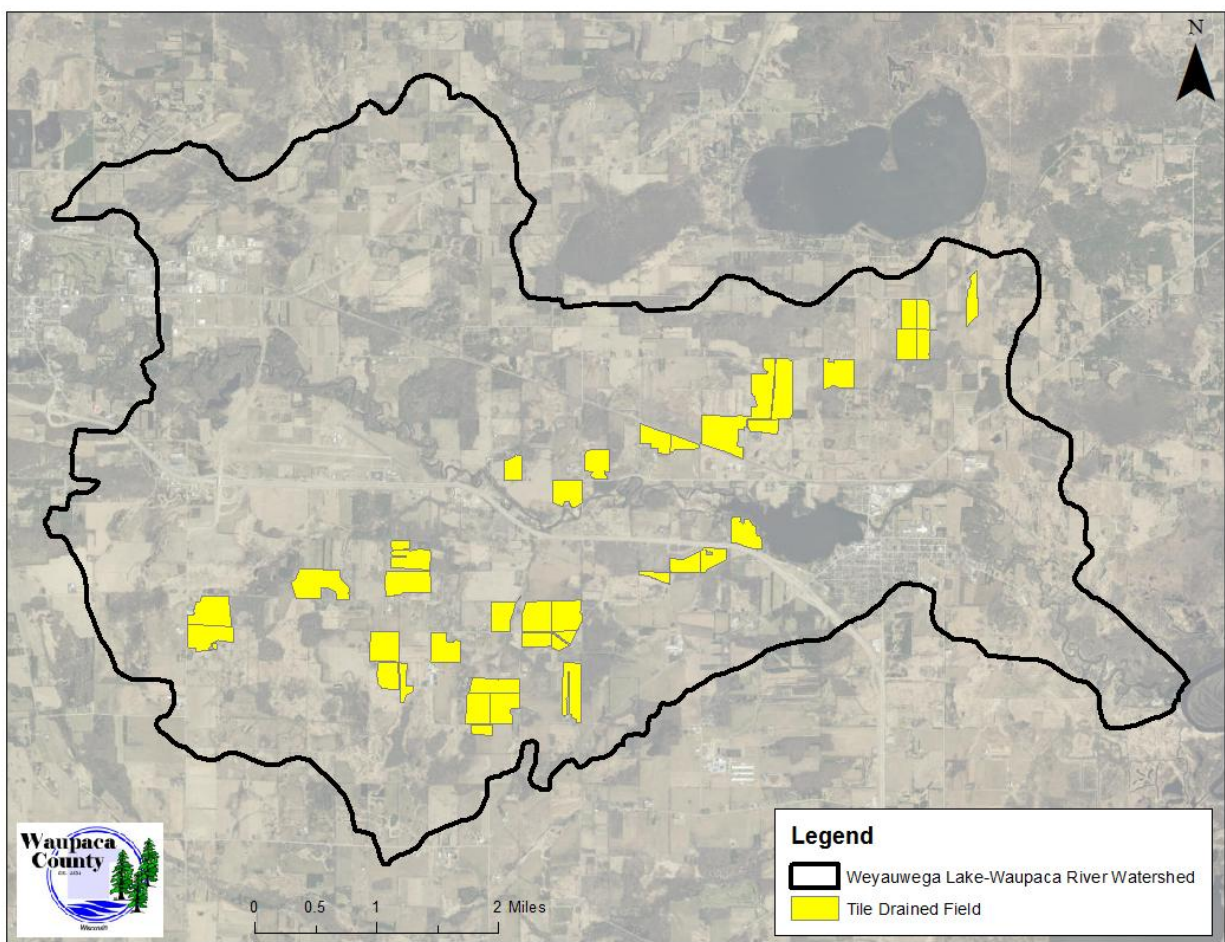 N
Waupaca
County
0 0.5 1 2 Miles
Legend
Weyauwega Lake-Waupaca River Watershed
Tile Drained Field